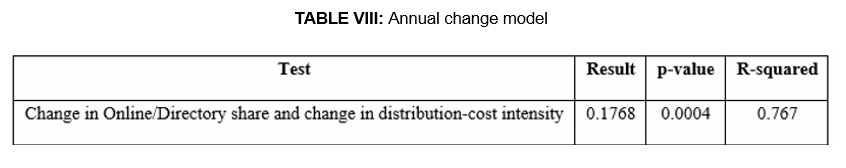 TABLE VIII: Annual change model
Test Result p-value R-squared
Change in Online/Directory share and change in distribution-cost intensity 0.1768 0.0004 0.767